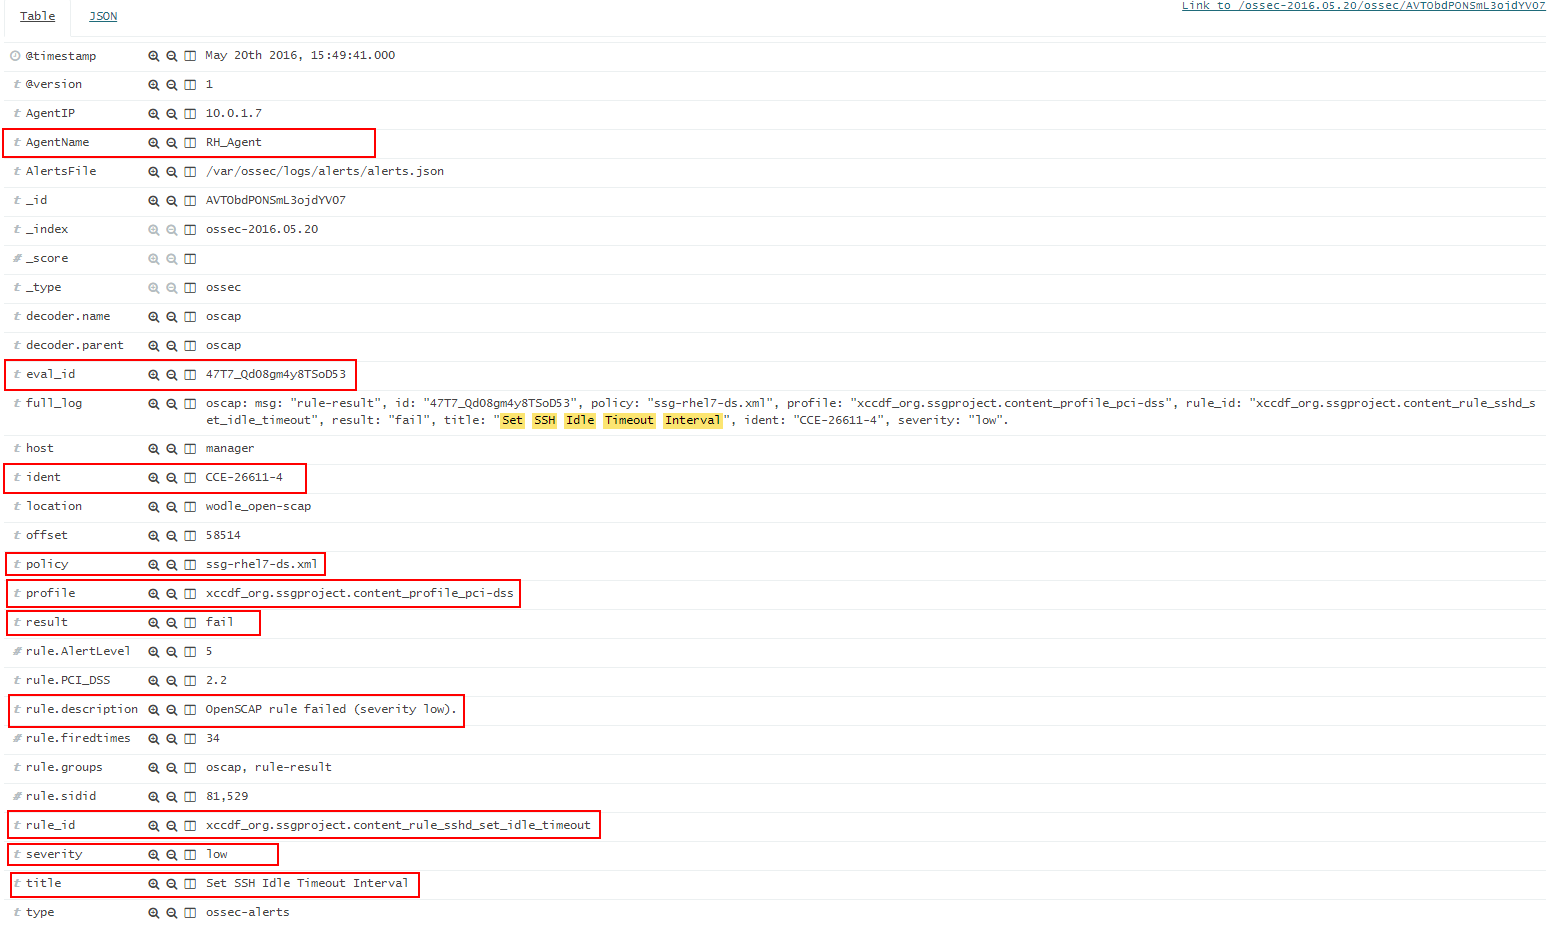 Link to /ossec-2016.05.20/ossec/AVTObdPONSmL3ojdYVO7
Table JSON
@timestamp May 20th 2016, 15:49:41.000
t @version 1
t AgentIP 10.0.1.7
t AgentName RH_Agent
t AlertsFile /var/ossec/logs/alerts/alerts.json
t _id AVTObdPONSmL3ojdYVO7
t _index ossec-2016.05.20
# _score
t _type ossec
t decoder.name oscap
t decoder.parent oscap
t eval_id 47T7_QdO8gm4y8TSoD53
t full_log oscap: msg: "rule-result", id: "47T7_QdO8gm4y8TSoD53", policy: "ssg-rhel7-ds.xml", profile: "xccdf_org.ssgproject.content_profile_pci-dss", rule_id: "xccdf_org.ssgproject.content_rule_sshd_s
et_idle_timeout", result: "fail", title: "Set SSH Idle Timeout Interval", ident: "CCE-26611-4", severity: "low".
t host manager
t ident CCE-26611-4
t location wodle_open-scap
t offset 58514
t policy ssg-rhel7-ds.xml
t profile xccdf_org.ssgproject.content_profile_pci-dss
t result fail
# rule.AlertLevel 5
t rule.PCI_DSS 2.2
t rule.description OpenSCAP rule failed (severity low).
# rule.firedtimes 34
t rule.groups oscap, rule-result
# rule.sidid 81,529
t rule_id xccdf_org.ssgproject.content_rule_sshd_set_idle_timeout
t severity low
t title Set SSH Idle Timeout Interval
t type ossec-alerts